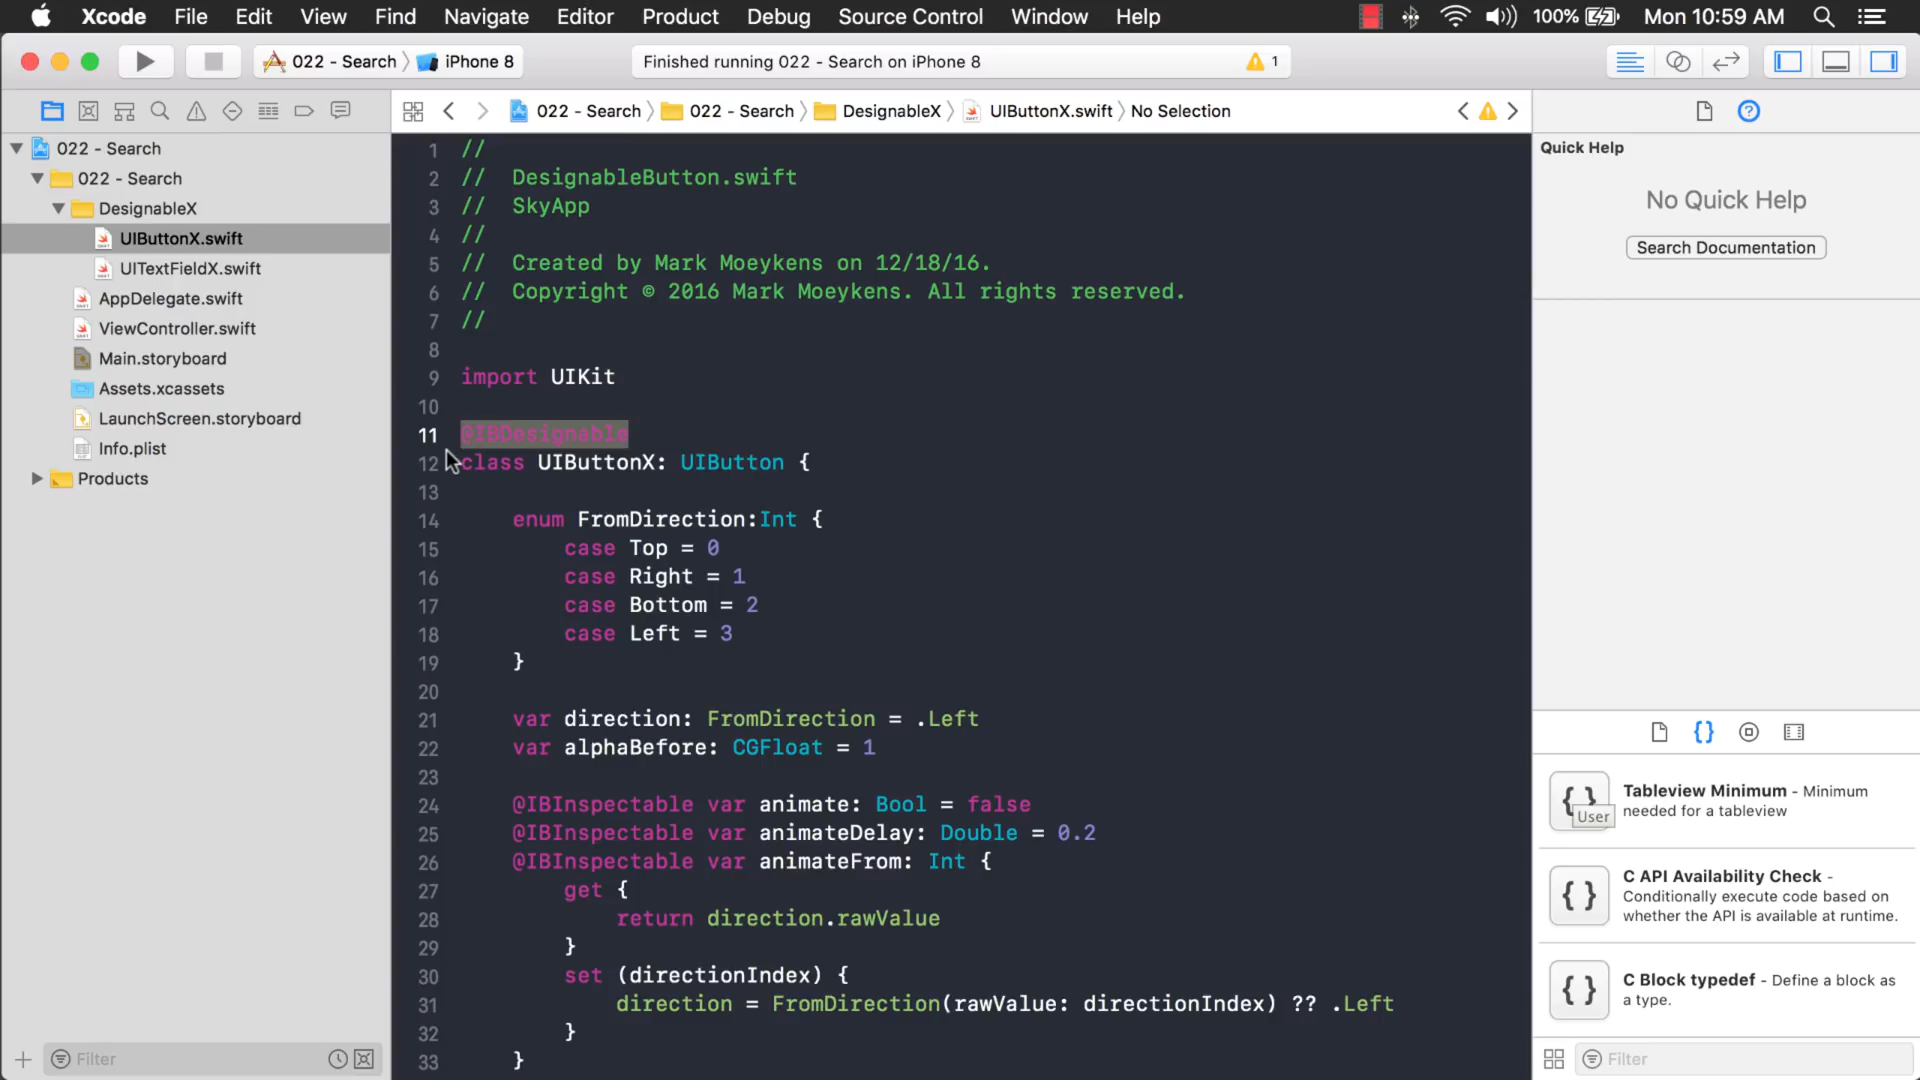 Xcode File Edit View Find Navigate Editor Product Debug Source Control Window Help 100% Mon 10:59 AM
022 - Search iPhone 8 Finished running 022 - Search on iPhone 8 1
022 - Search 022 - Search DesignableX UIButtonX.swift No Selection
022 - Search
022 - Search
DesignableX
UIButtonX.swift
UITextFieldX.swift
AppDelegate.swift
ViewController.swift
Main.storyboard
Assets.xcassets
LaunchScreen.storyboard
Info.plist
Products
Filter
1 //
2 //  DesignableButton.swift
3 //  SkyApp
4 //
5 //  Created by Mark Moeykens on 12/18/16.
6 //  Copyright © 2016 Mark Moeykens. All rights reserved.
7 //
8
9 import UIKit
10
11 @IBDesignable
12 class UIButtonX: UIButton {
13
14     enum FromDirection:Int {
15         case Top = 0
16         case Right = 1
17         case Bottom = 2
18         case Left = 3
19     }
20
21     var direction: FromDirection = .Left
22     var alphaBefore: CGFloat = 1
23
24     @IBInspectable var animate: Bool = false
25     @IBInspectable var animateDelay: Double = 0.2
26     @IBInspectable var animateFrom: Int {
27         get {
28             return direction.rawValue
29         }
30         set (directionIndex) {
31             direction = FromDirection(rawValue: directionIndex) ?? .Left
32         }
33     }
Quick Help
No Quick Help
Search Documentation
{ } User
Tableview Minimum - Minimum
needed for a tableview
{ }
C API Availability Check -
Conditionally execute code based on
whether the API is available at runtime.
{ }
C Block typedef - Define a block as
a type.
Filter